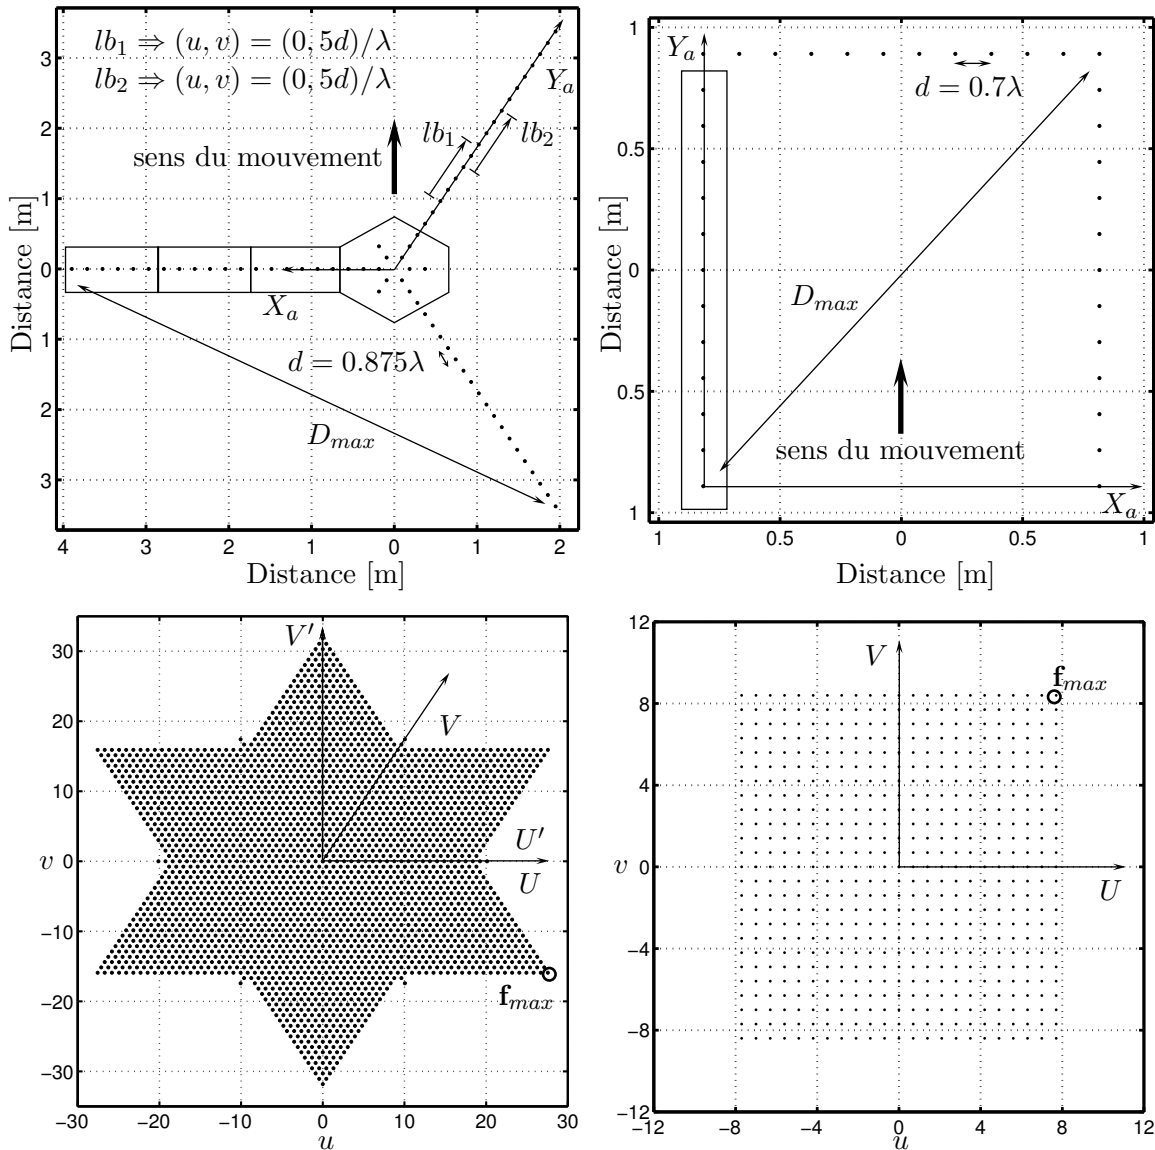 lb₁ ⇒ (u, v) = (0, 5d)/λ
lb₂ ⇒ (u, v) = (0, 5d)/λ
Y_a
lb₁
lb₂
sens du mouvement
X_a
d = 0.875λ
D_max
3
2
1
0
1
2
3
Distance [m]
4 3 2 1 0 1 2
Distance [m]
Y_a
d = 0.7λ
D_max
sens du mouvement
X_a
1
0.5
0
0.5
1
Distance [m]
1 0.5 0 0.5 1
Distance [m]
V′
V
U′
U
f_max
30
20
10
0
−10
−20
−30
v
−30 −20 −10 0 10 20 30
u
V
f_max
U
12
8
4
0
−4
−8
−12
v
−12 −8 −4 0 4 8 12
u